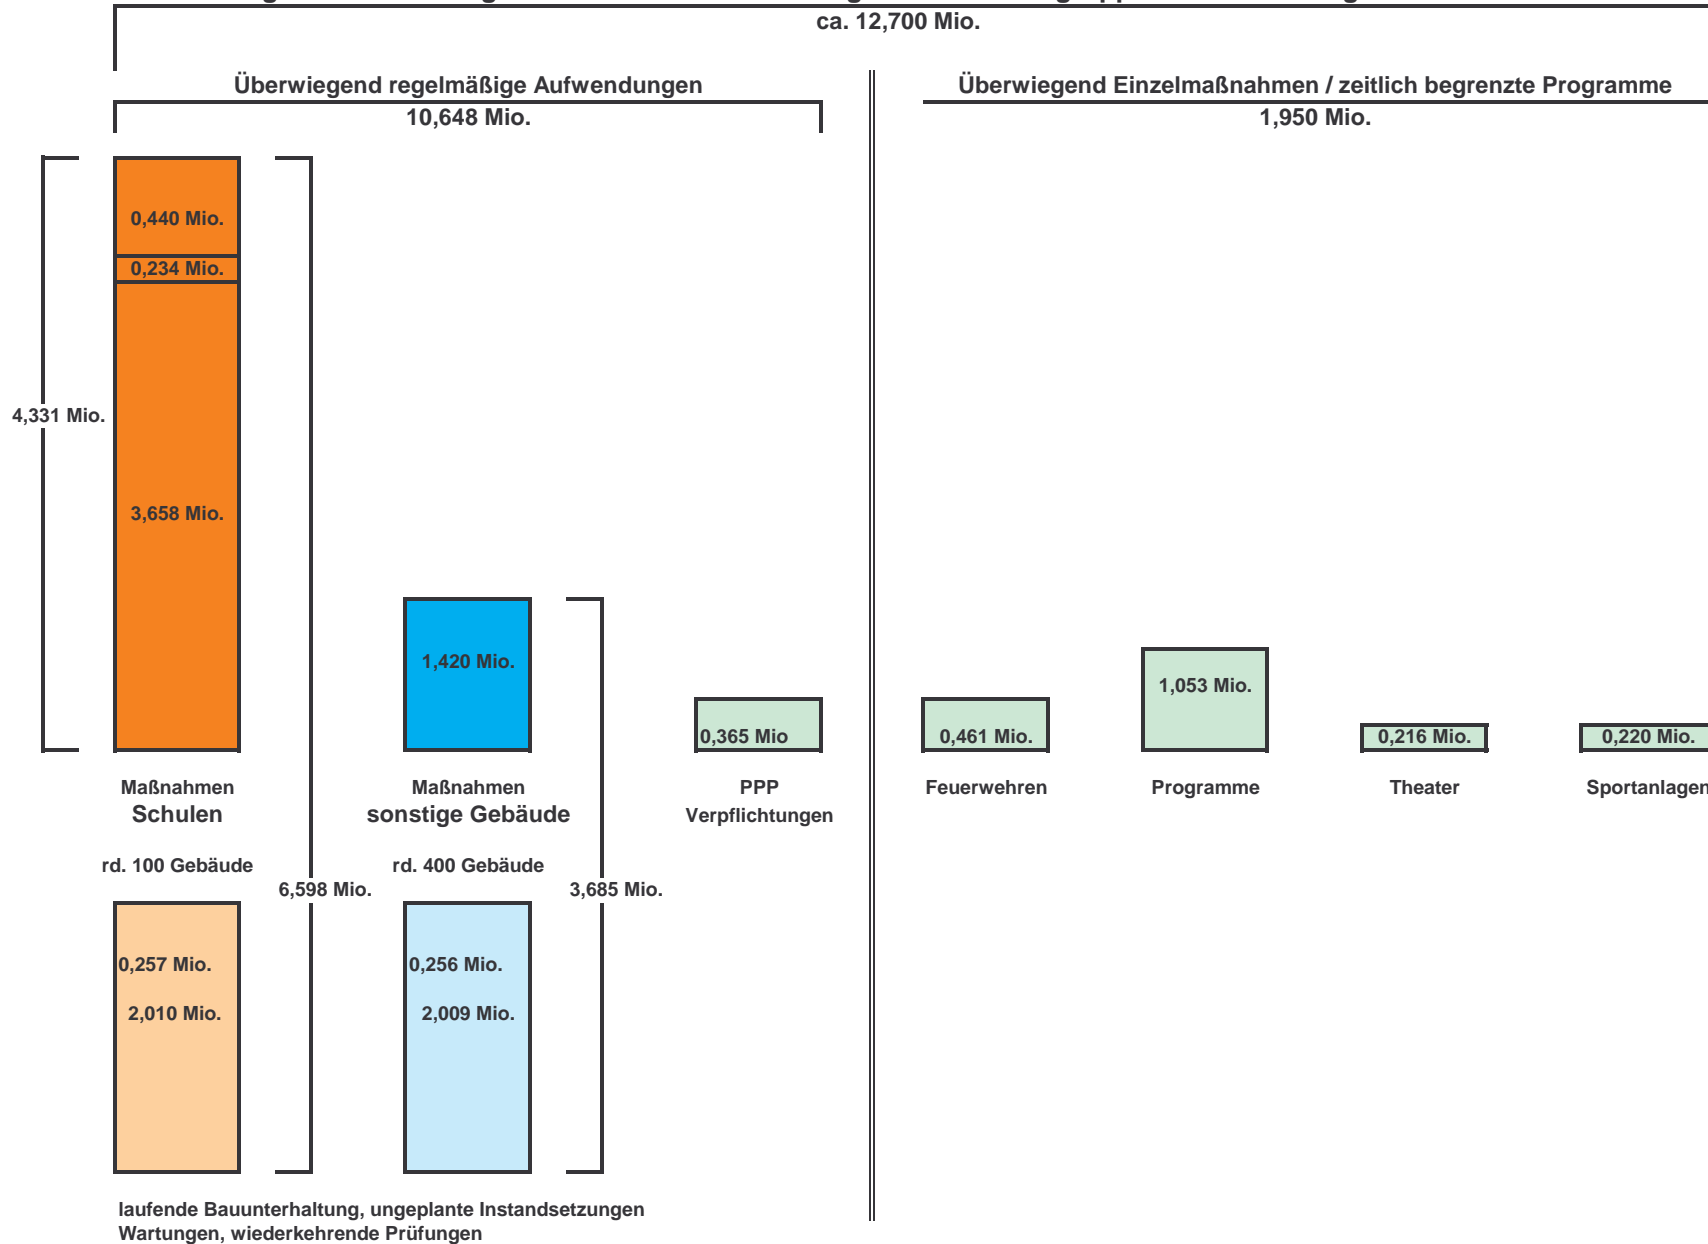 ca. 12,700 Mio.
Überwiegend regelmäßige Aufwendungen
10,648 Mio.
Überwiegend Einzelmaßnahmen / zeitlich begrenzte Programme
1,950 Mio.
0,440 Mio.
0,234 Mio.
4,331 Mio.
3,658 Mio.
1,420 Mio.
0,365 Mio
0,461 Mio.
1,053 Mio.
0,216 Mio.
0,220 Mio.
Maßnahmen
Schulen
Maßnahmen
sonstige Gebäude
PPP
Verpflichtungen
Feuerwehren
Programme
Theater
Sportanlagen
rd. 100 Gebäude
rd. 400 Gebäude
6,598 Mio.
3,685 Mio.
0,257 Mio.
2,010 Mio.
0,256 Mio.
2,009 Mio.
laufende Bauunterhaltung, ungeplante Instandsetzungen
Wartungen, wiederkehrende Prüfungen